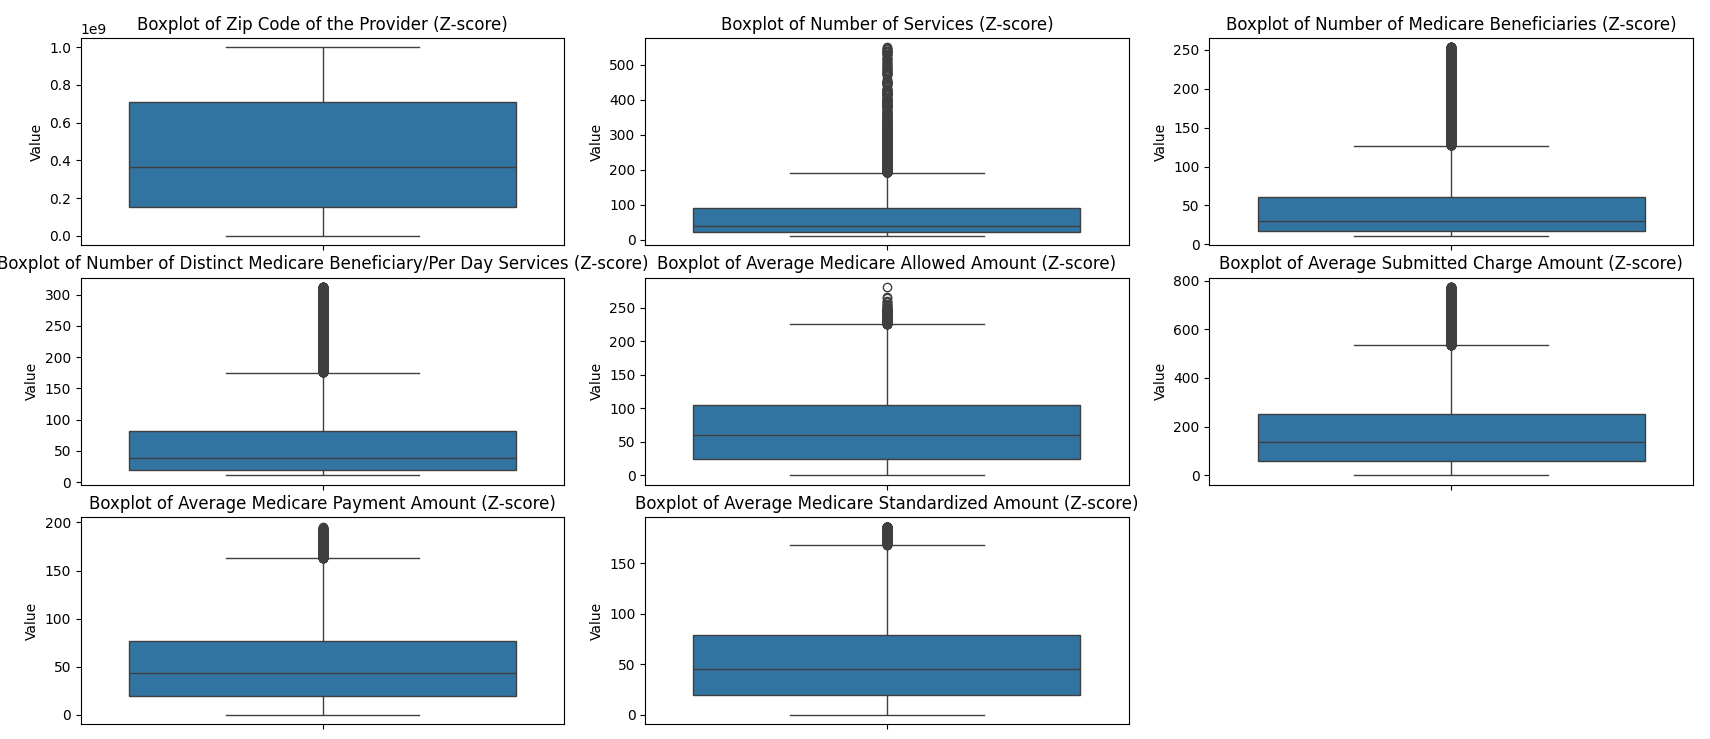 Boxplot of Zip Code of the Provider (Z-score)
1e9
1.0
0.8
0.6
0.4
0.2
0.0
Value
Boxplot of Number of Services (Z-score)
500
400
300
200
100
0
Value
Boxplot of Number of Medicare Beneficiaries (Z-score)
250
200
150
100
50
0
Value
Boxplot of Number of Distinct Medicare Beneficiary/Per Day Services (Z-score)
300
250
200
150
100
50
0
Value
Boxplot of Average Medicare Allowed Amount (Z-score)
250
200
150
100
50
0
Value
Boxplot of Average Submitted Charge Amount (Z-score)
800
600
400
200
0
Value
Boxplot of Average Medicare Payment Amount (Z-score)
200
150
100
50
0
Value
Boxplot of Average Medicare Standardized Amount (Z-score)
150
100
50
0
Value